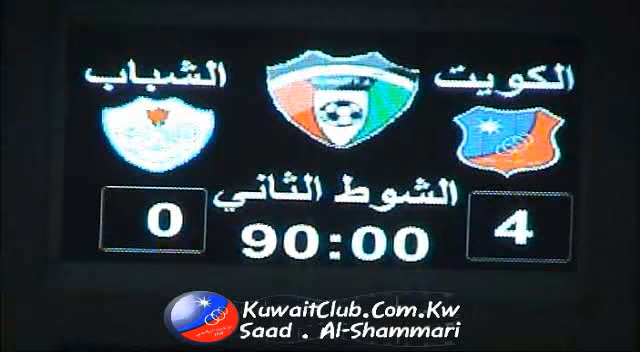 الكويت
الشباب
الشوط الثاني
4
0
90:00
KuwaitClub.Com.Kw
Saad . Al-Shammari